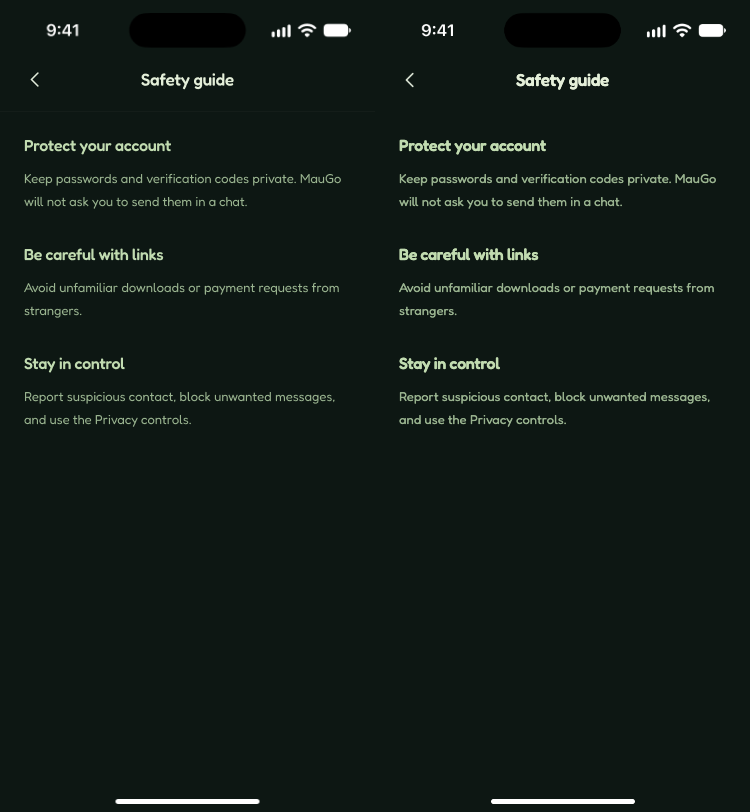 9:41
Safety guide
Protect your account
Keep passwords and verification codes private. MauGo
will not ask you to send them in a chat.
Be careful with links
Avoid unfamiliar downloads or payment requests from
strangers.
Stay in control
Report suspicious contact, block unwanted messages,
and use the Privacy controls.
9:41
Safety guide
Protect your account
Keep passwords and verification codes private. MauGo
will not ask you to send them in a chat.
Be careful with links
Avoid unfamiliar downloads or payment requests from
strangers.
Stay in control
Report suspicious contact, block unwanted messages,
and use the Privacy controls.